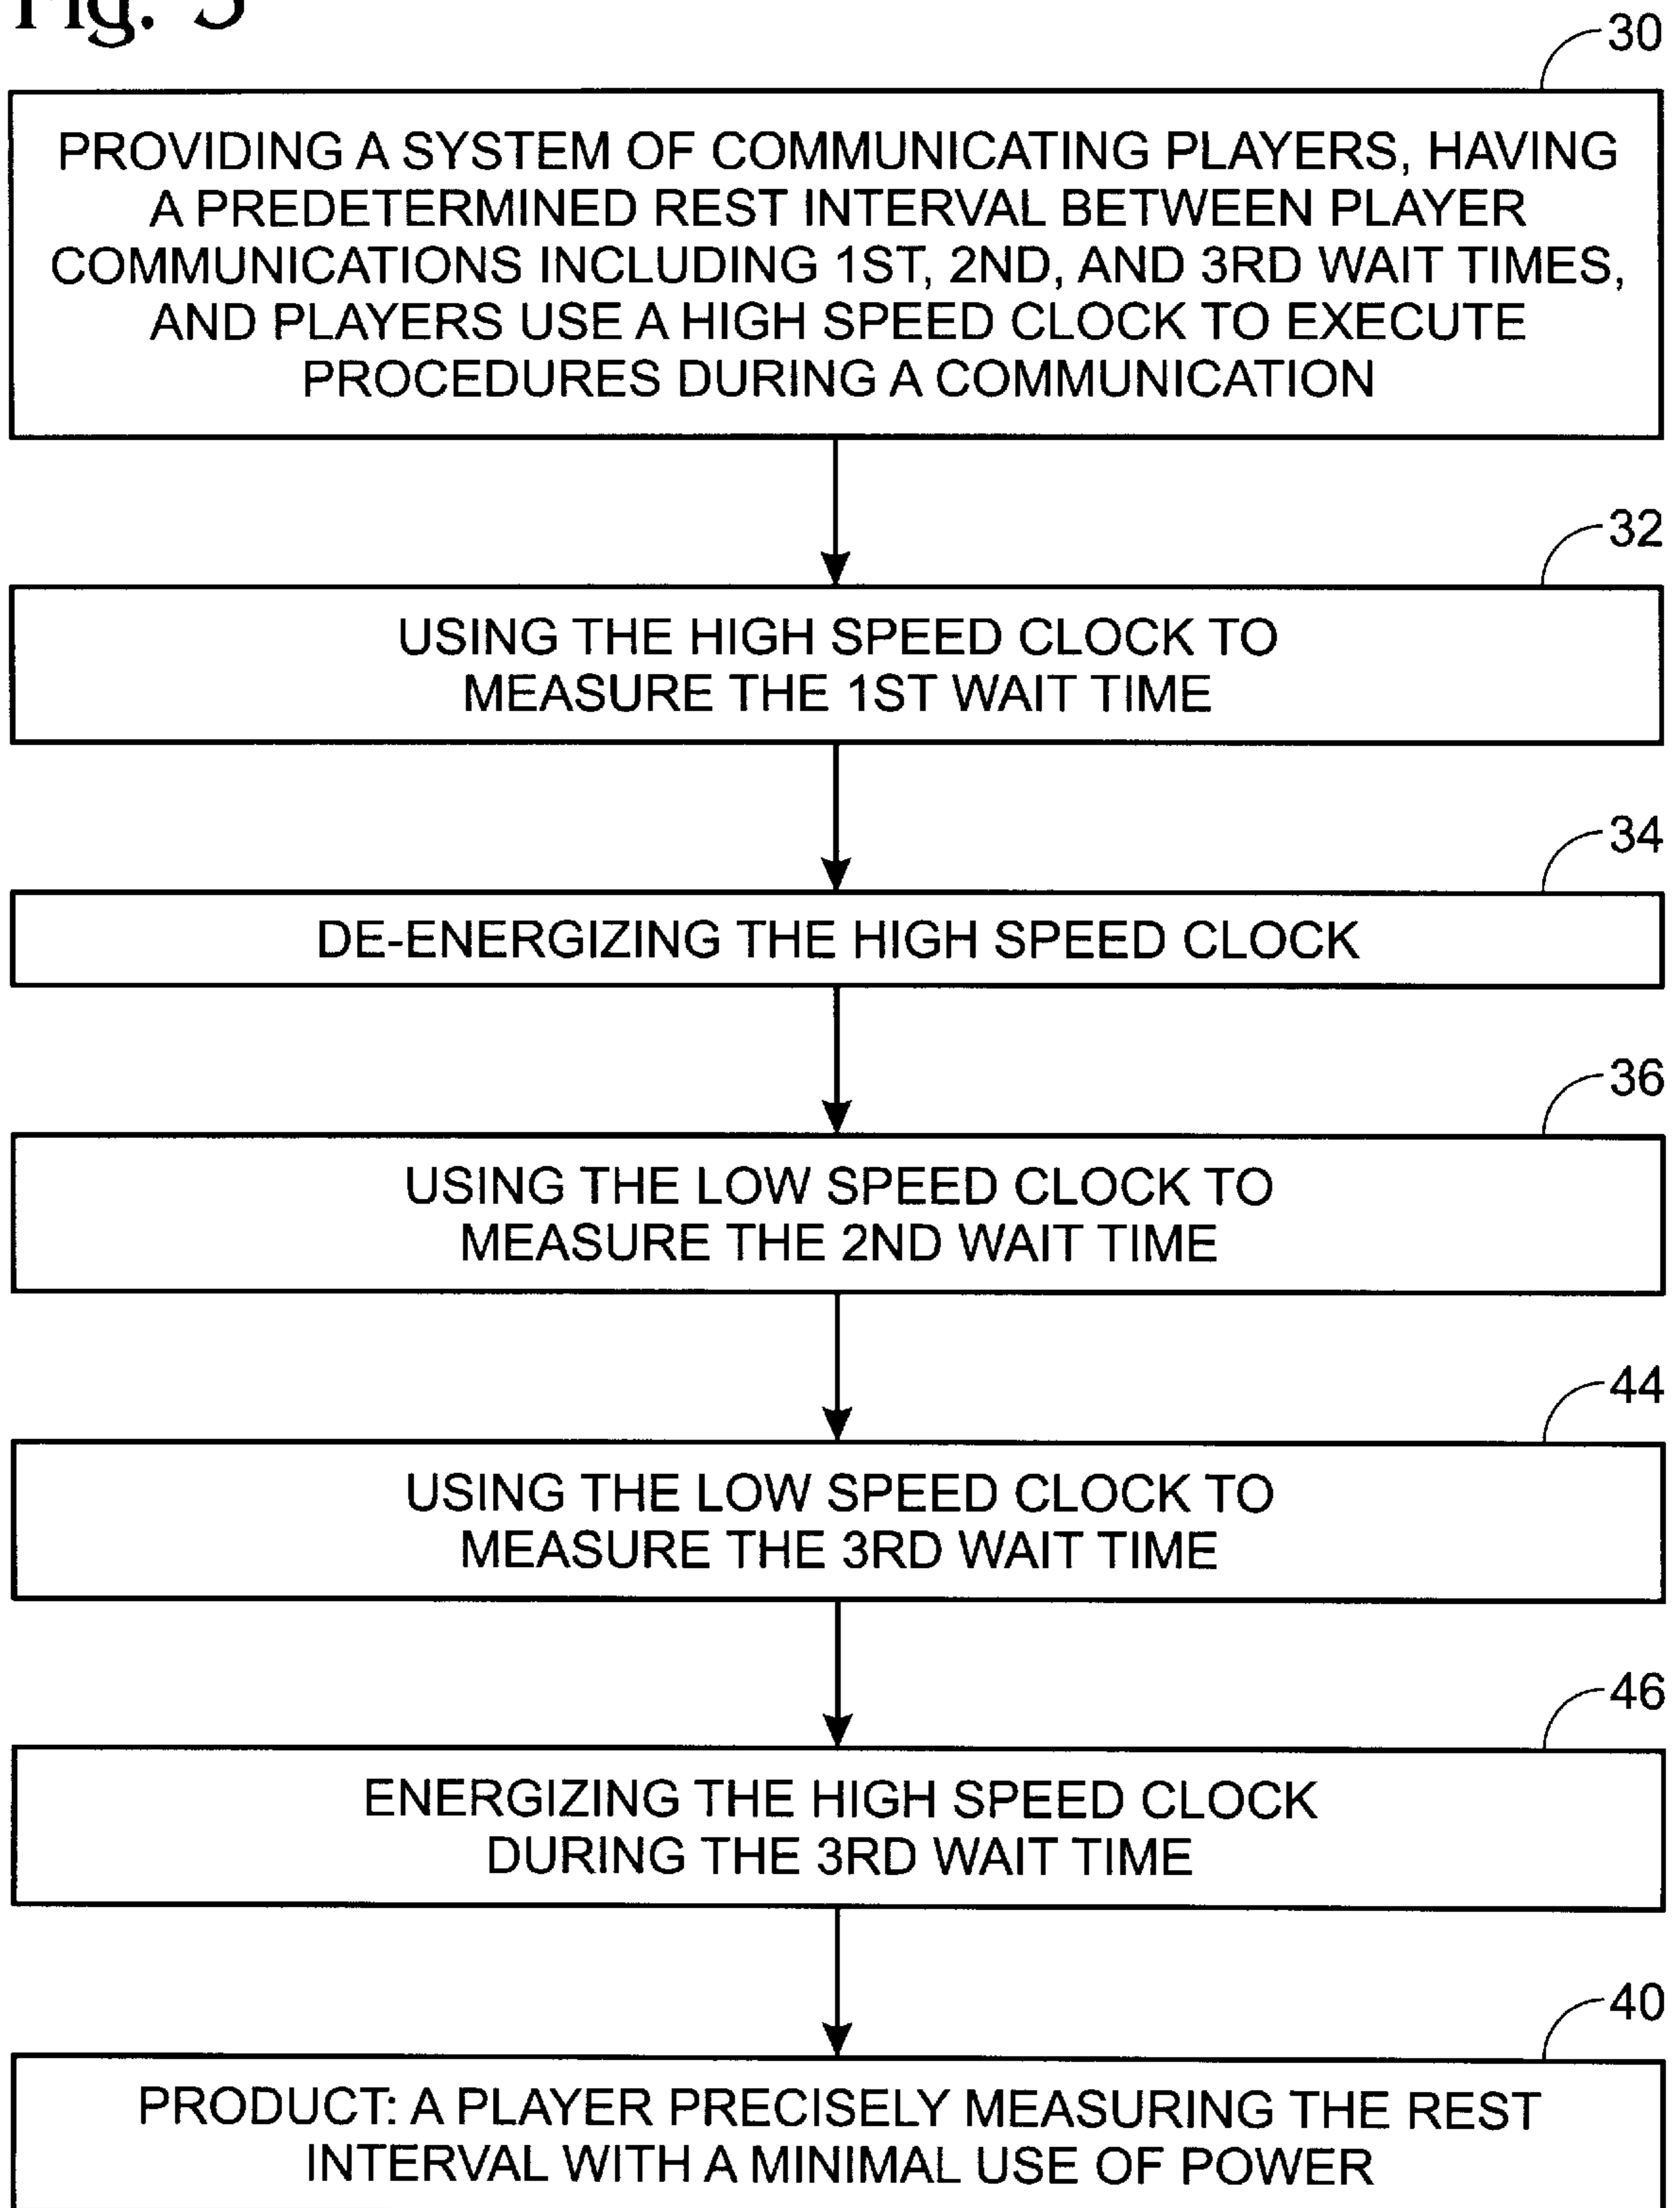 Fig. 5
30
PROVIDING A SYSTEM OF COMMUNICATING PLAYERS, HAVING
A PREDETERMINED REST INTERVAL BETWEEN PLAYER
COMMUNICATIONS INCLUDING 1ST, 2ND, AND 3RD WAIT TIMES,
AND PLAYERS USE A HIGH SPEED CLOCK TO EXECUTE
PROCEDURES DURING A COMMUNICATION
32
USING THE HIGH SPEED CLOCK TO
MEASURE THE 1ST WAIT TIME
34
DE-ENERGIZING THE HIGH SPEED CLOCK
36
USING THE LOW SPEED CLOCK TO
MEASURE THE 2ND WAIT TIME
44
USING THE LOW SPEED CLOCK TO
MEASURE THE 3RD WAIT TIME
46
ENERGIZING THE HIGH SPEED CLOCK
DURING THE 3RD WAIT TIME
40
PRODUCT: A PLAYER PRECISELY MEASURING THE REST
INTERVAL WITH A MINIMAL USE OF POWER